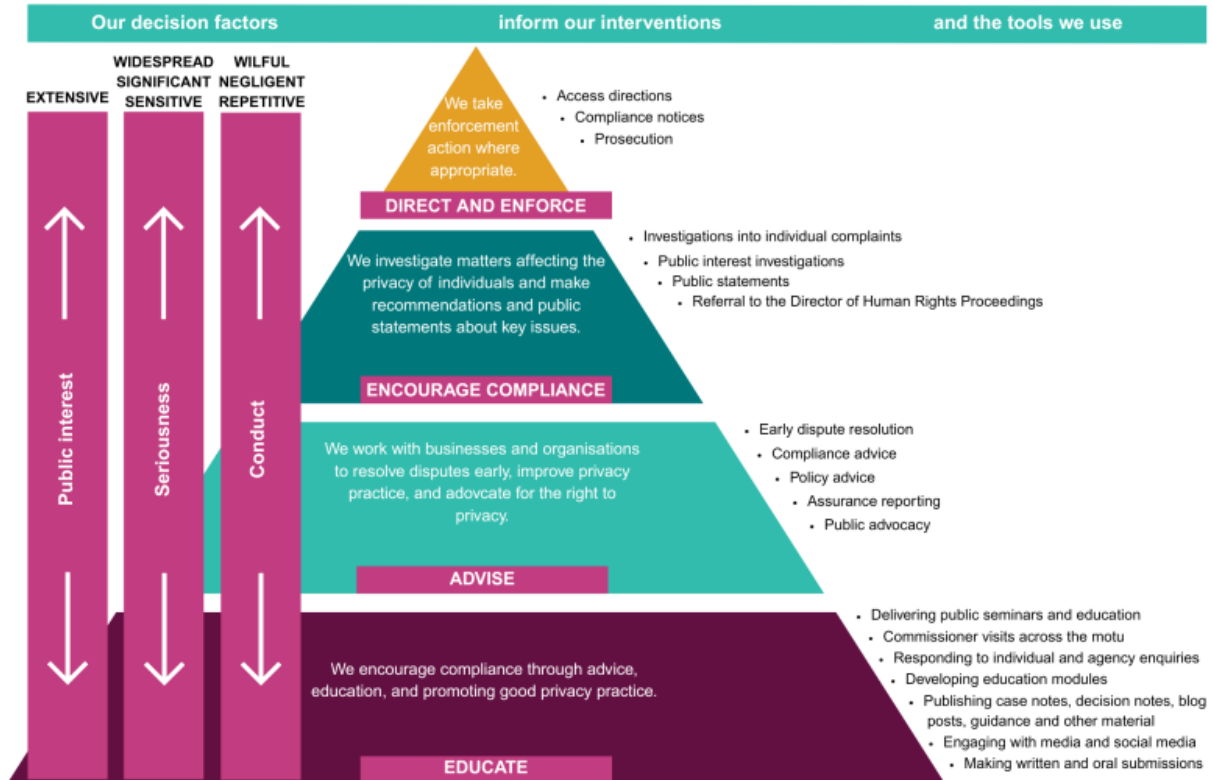 Our decision factors
inform our interventions
and the tools we use
EXTENSIVE
WIDESPREAD
SIGNIFICANT
SENSITIVE
WILFUL
NEGLIGENT
REPETITIVE
Public interest
Seriousness
Conduct
We take
enforcement
action where
appropriate.
DIRECT AND ENFORCE
• Access directions
• Compliance notices
• Prosecution
We investigate matters affecting the
privacy of individuals and make
recommendations and public
statements about key issues.
ENCOURAGE COMPLIANCE
• Investigations into individual complaints
• Public interest investigations
• Public statements
• Referral to the Director of Human Rights Proceedings
We work with businesses and organisations
to resolve disputes early, improve privacy
practice, and adovcate for the right to
privacy.
ADVISE
• Early dispute resolution
• Compliance advice
• Policy advice
• Assurance reporting
• Public advocacy
We encourage compliance through advice,
education, and promoting good privacy practice.
EDUCATE
• Delivering public seminars and education
• Commissioner visits across the motu
• Responding to individual and agency enquiries
• Developing education modules
• Publishing case notes, decision notes, blog
posts, guidance and other material
• Engaging with media and social media
• Making written and oral submissions